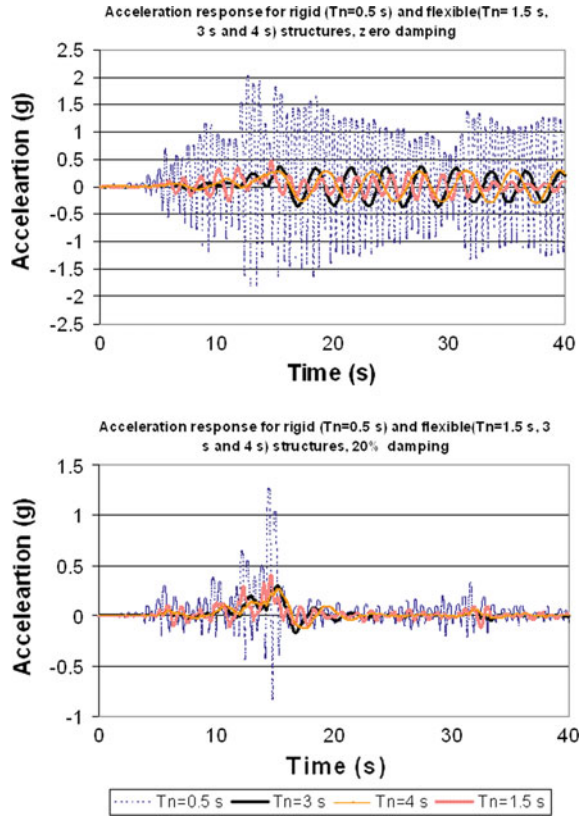 Acceleration response for rigid (Tn=0.5 s) and flexible(Tn= 1.5 s,
3 s and 4 s) structures, zero damping
Acceleartion (g)
2.5
2
1.5
1
0.5
0
-0.5
-1
-1.5
-2
-2.5
0 10 20 30 40
Time (s)
Acceleration response for rigid (Tn=0.5 s) and flexible(Tn=1.5 s, 3
s and 4 s) structures, 20% damping
Acceleartion (g)
1.5
1
0.5
0
-0.5
-1
0 10 20 30 40
Time (s)
Tn=0.5 s Tn=3 s Tn=4 s Tn=1.5 s